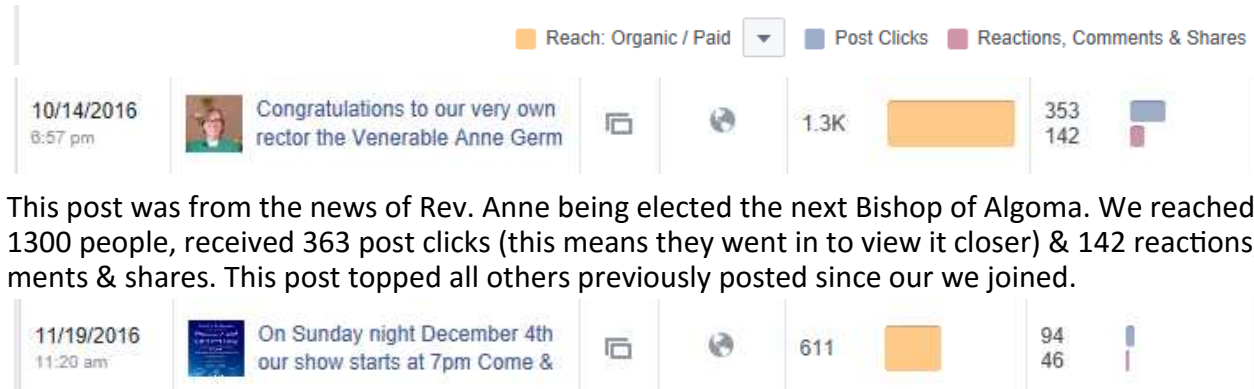 Reach: Organic / Paid Post Clicks Reactions, Comments & Shares
10/14/2016 Congratulations to our very own 1.3K 353
6:57 pm rector the Venerable Anne Germ 142
This post was from the news of Rev. Anne being elected the next Bishop of Algoma. We reached
1300 people, received 363 post clicks (this means they went in to view it closer) & 142 reactions
ments & shares. This post topped all others previously posted since our we joined.
11/19/2016 On Sunday night December 4th 611 94
11:20 am our show starts at 7pm Come & 46